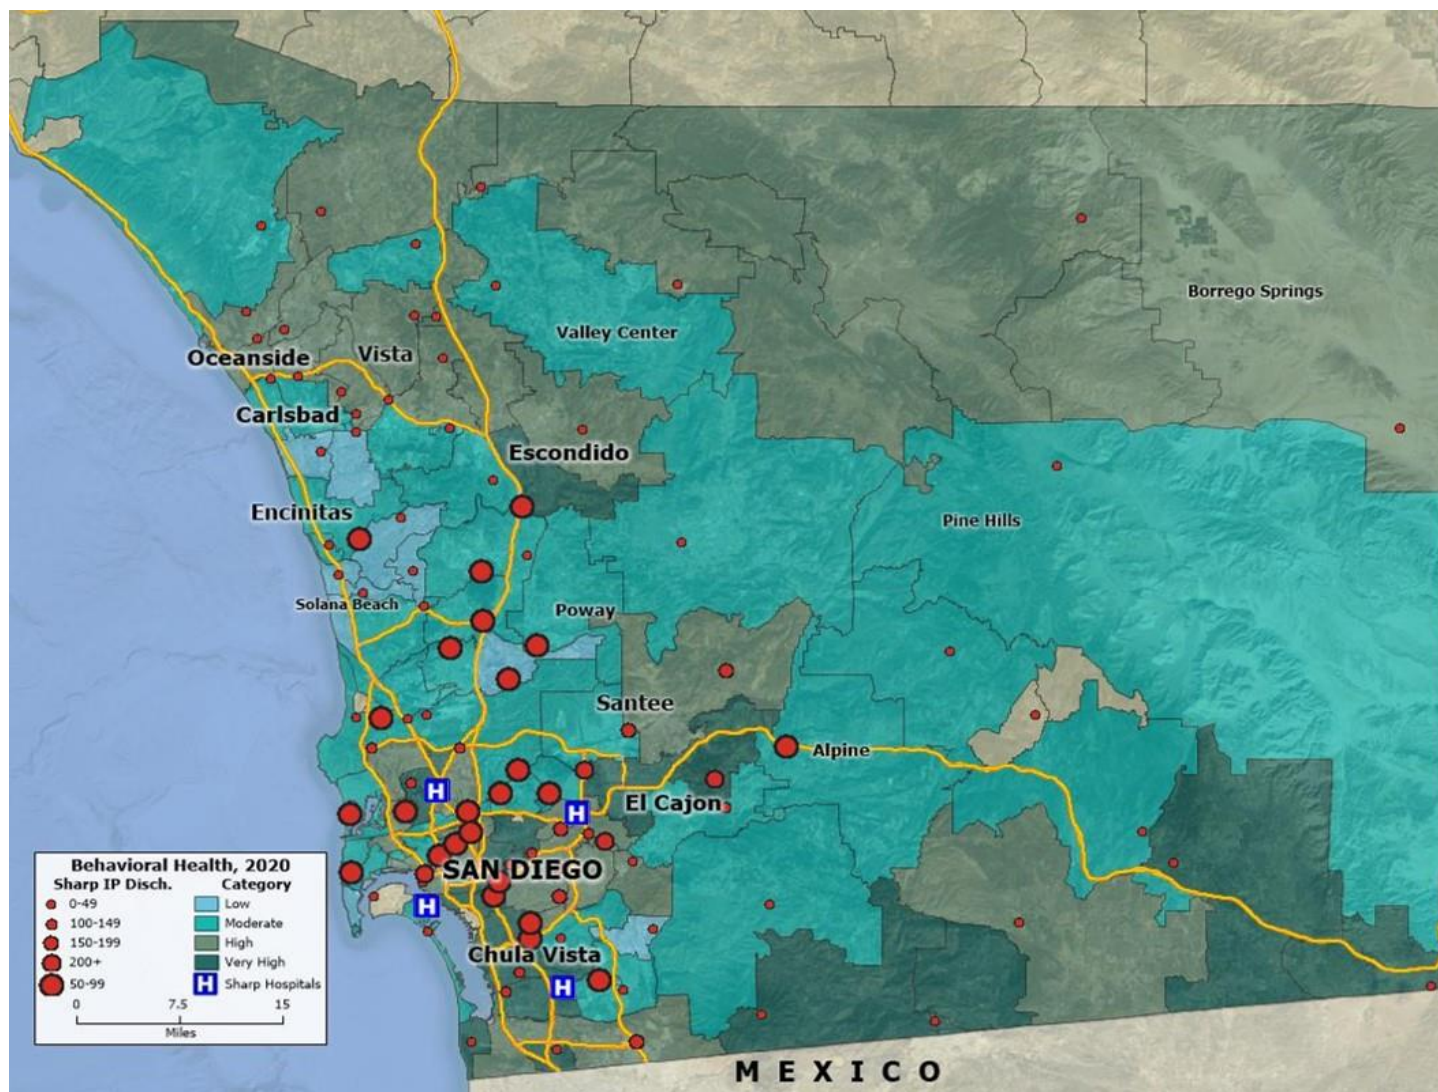 Borrego Springs
Valley Center
Oceanside
Vista
Carlsbad
Escondido
Encinitas
Pine Hills
Solana Beach
Poway
Santee
Alpine
El Cajon
SAN DIEGO
Chula Vista
MEXICO
H
H
H
H
Behavioral Health, 2020
Sharp IP Disch. Category
0-49 Low
100-149 Moderate
150-199 High
200+ Very High
50-99 H Sharp Hospitals
0 7.5 15
Miles